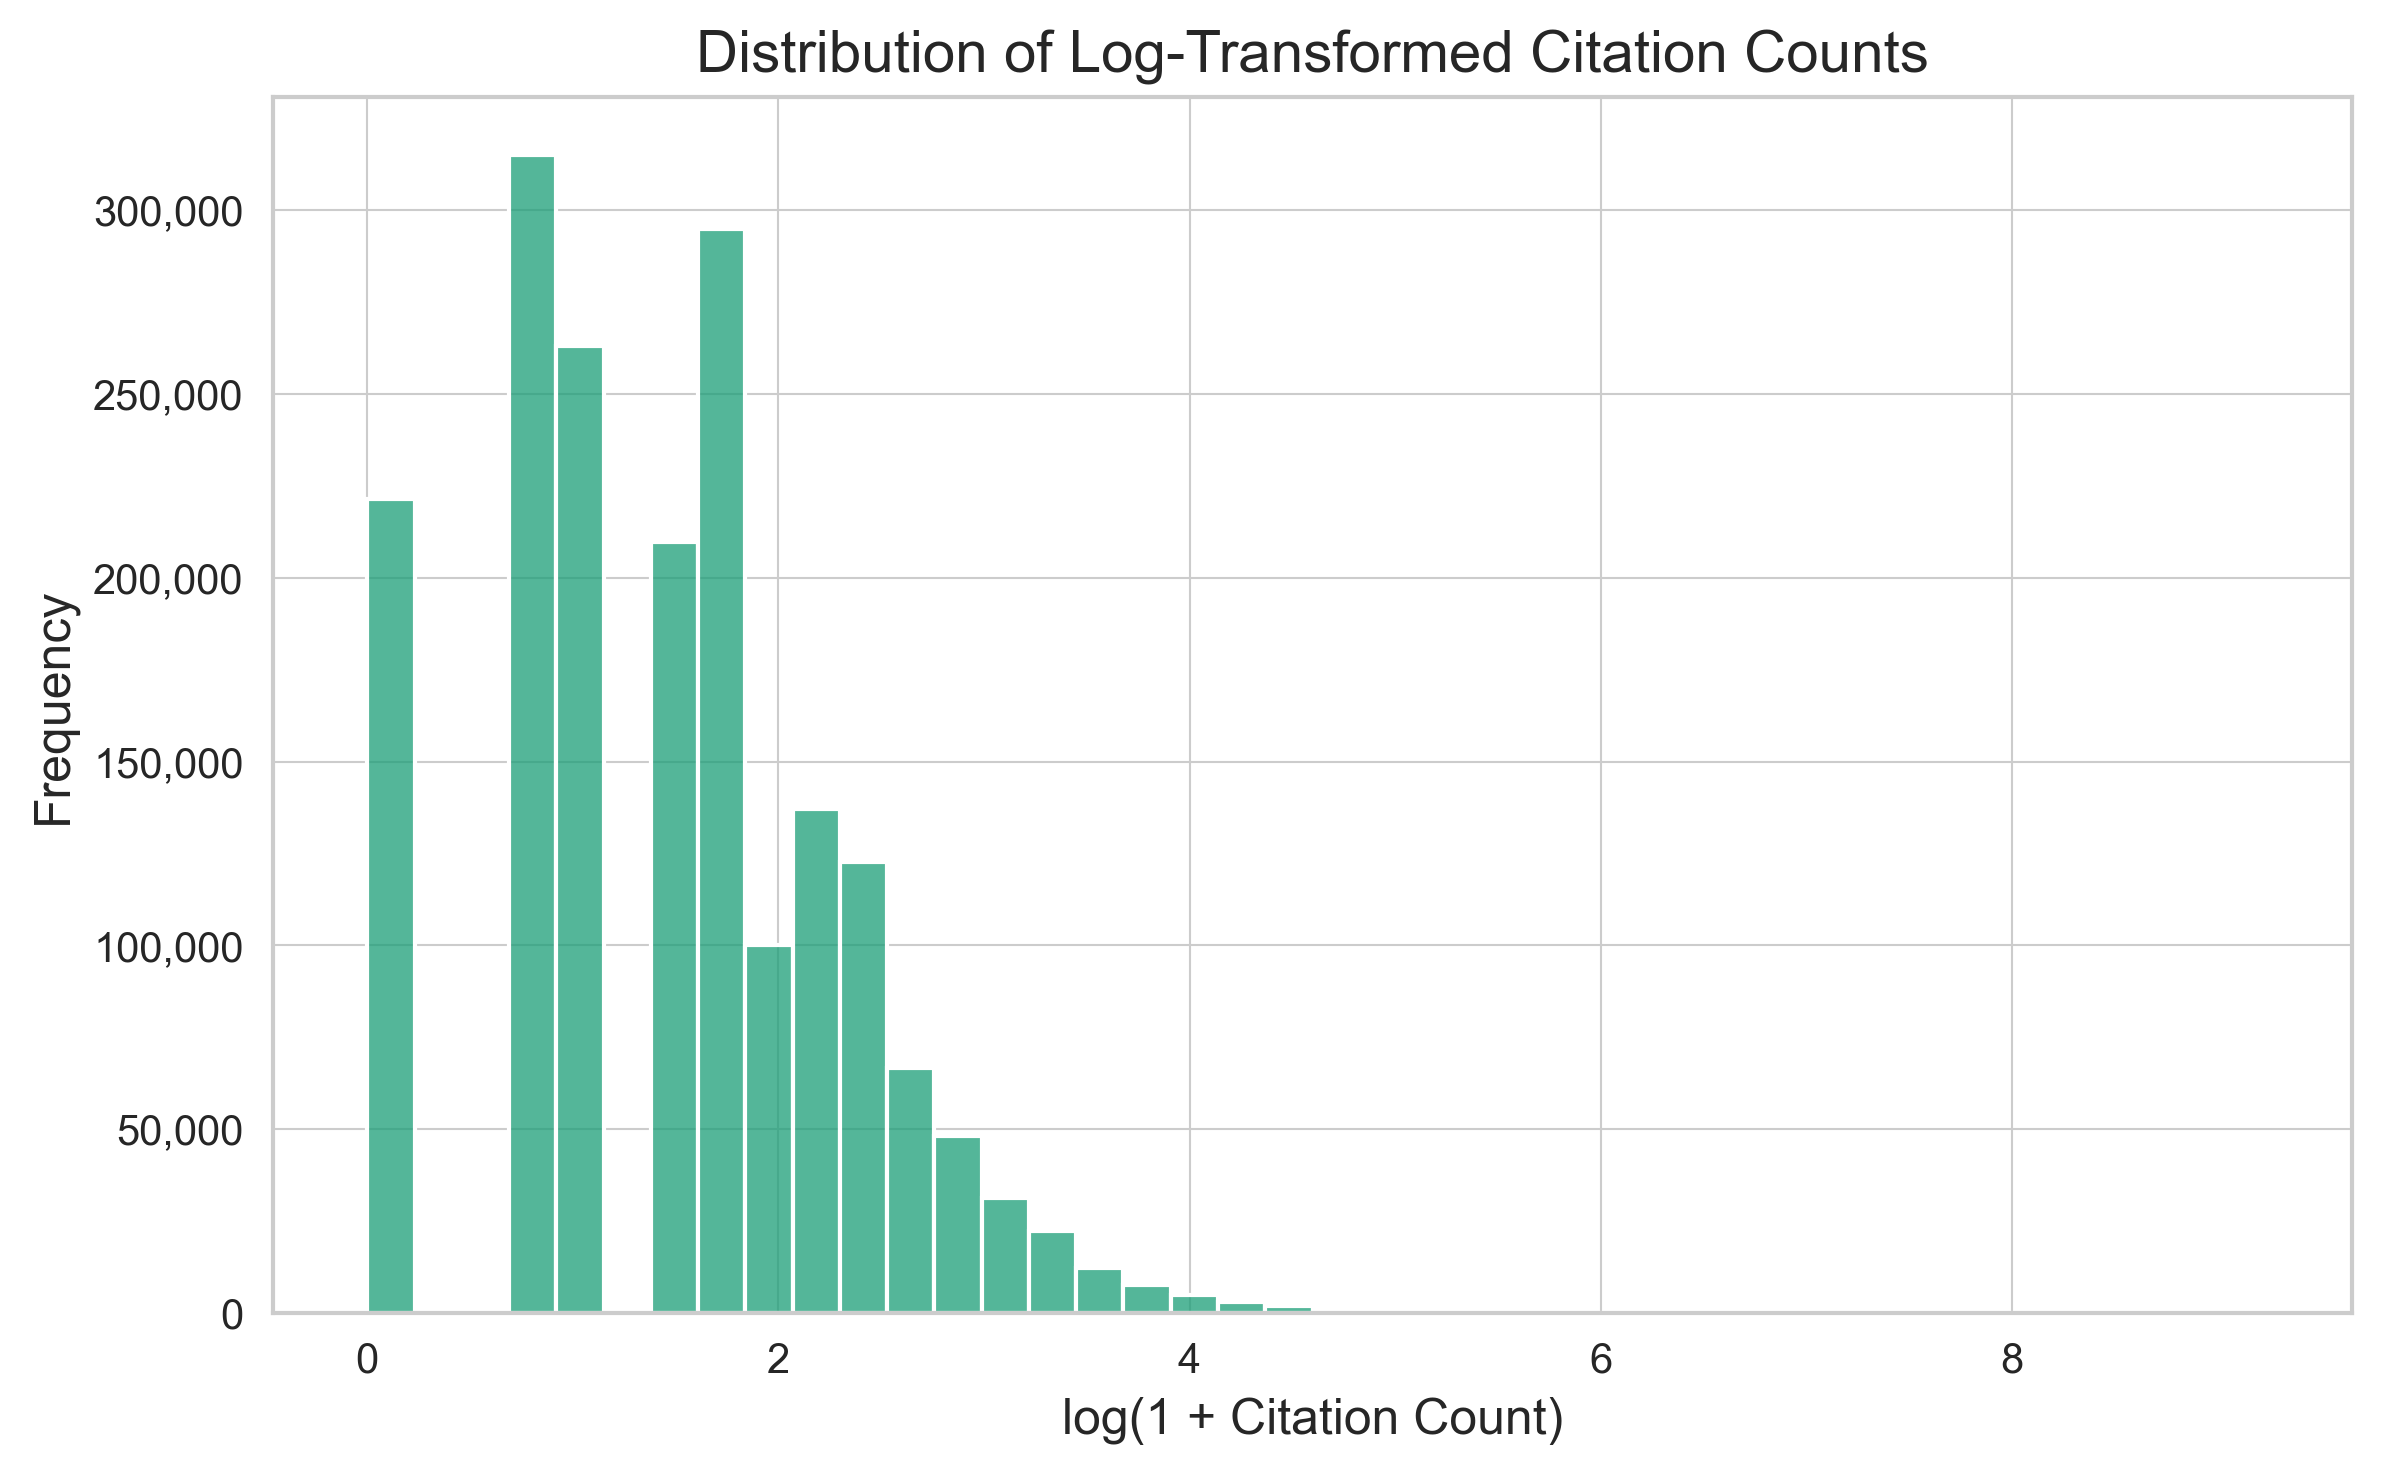 Distribution of Log-Transformed Citation Counts
Frequency
300,000
250,000
200,000
150,000
100,000
50,000
0
0 2 4 6 8
log(1 + Citation Count)